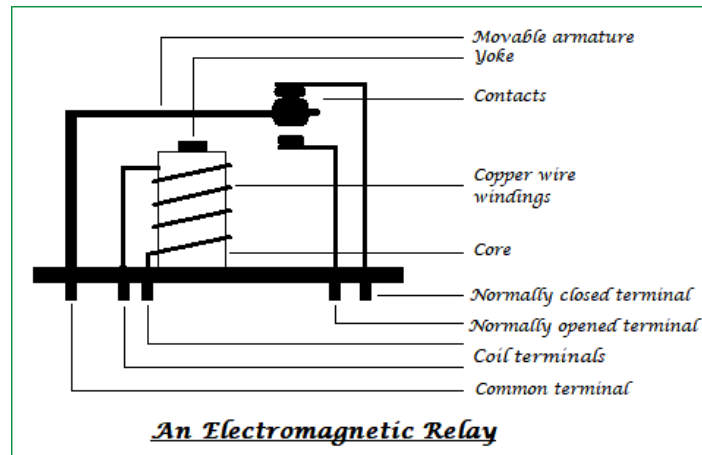 Movable armature
Yoke
Contacts
Copper wire
windings
Core
Normally closed terminal
Normally opened terminal
Coil terminals
Common terminal
An Electromagnetic Relay